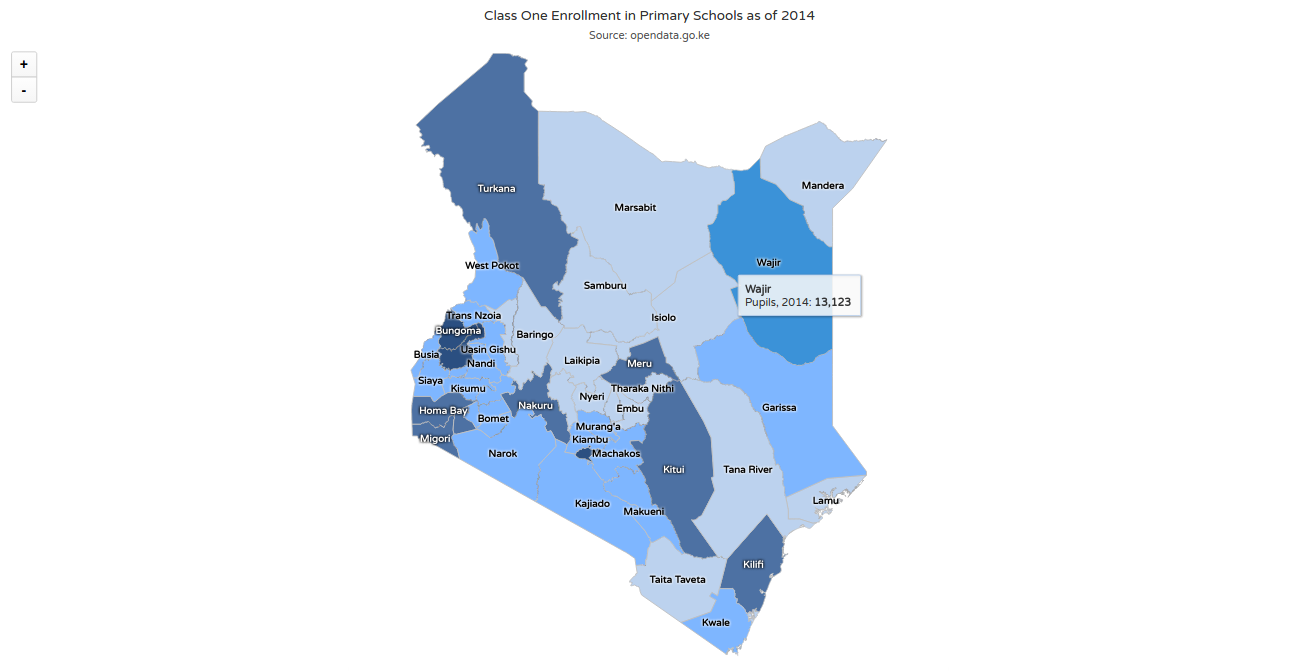 Class One Enrollment in Primary Schools as of 2014
Source: opendata.go.ke
+
-
Turkana
Mandera
Marsabit
Wajir
West Pokot
Samburu
Wajir
Pupils, 2014: 13,123
Trans Nzoia
Isiolo
Bungoma
Baringo
Uasin Gishu
Busia
Nandi
Laikipia
Meru
Siaya
Kisumu
Tharaka Nithi
Nyeri
Nakuru
Embu
Garissa
Homa Bay
Bomet
Murang'a
Migori
Kiambu
Narok
Machakos
Kitui
Tana River
Kajiado
Lamu
Makueni
Kilifi
Taita Taveta
Kwale